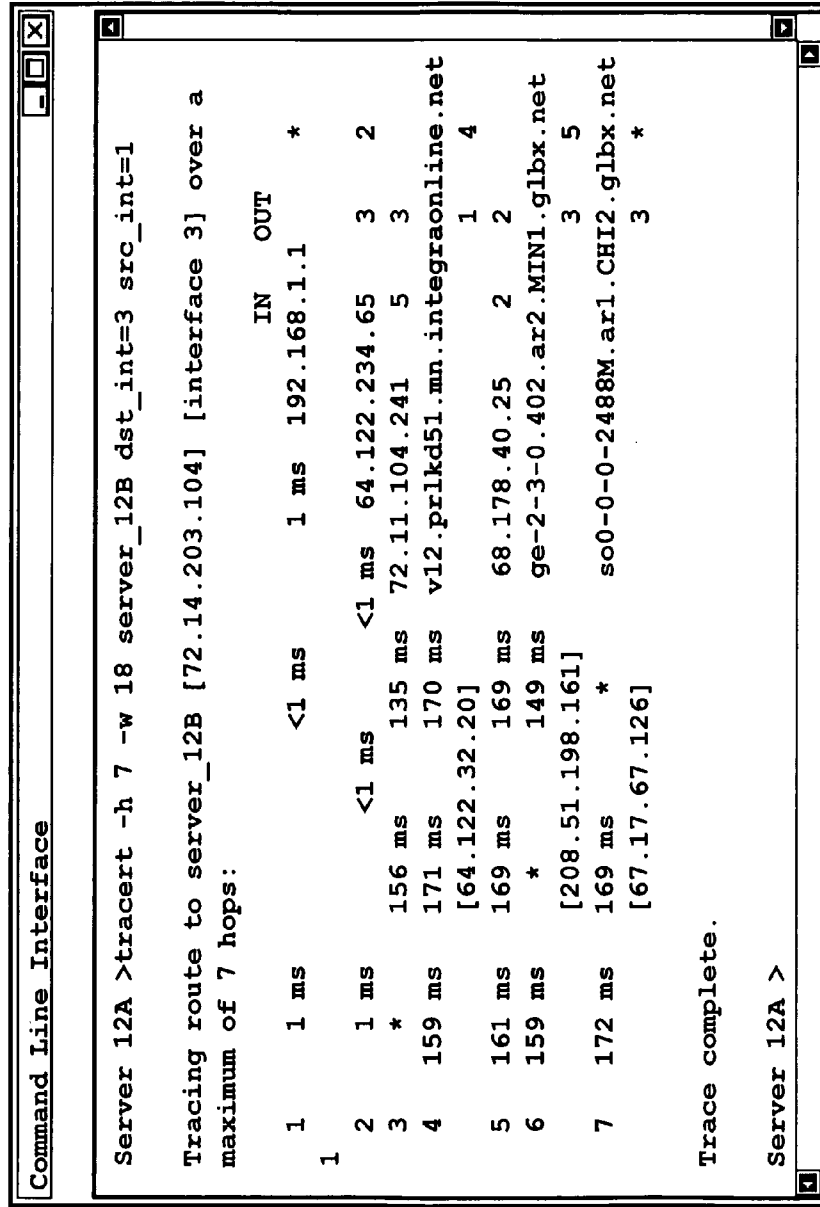 Command Line Interface
Server 12A >tracert -h 7 -w 18 server_12B dst_int=3 src_int=1
Tracing route to server_12B [72.14.203.104] [interface 3] over a
maximum of 7 hops:
IN OUT
1 1 ms <1 ms 1 ms 192.168.1.1 *
1
2 1 ms <1 ms <1 ms 64.122.234.65 3 2
3 * 156 ms 135 ms 72.11.104.241 5 3
4 159 ms 171 ms 170 ms v12.prlkd51.mn.integraonline.net
[64.122.32.20] 1 4
5 161 ms 169 ms 169 ms 68.178.40.25 2 2
6 159 ms * 149 ms ge-2-3-0.402.ar2.MIN1.glbx.net
[208.51.198.161] 3 5
7 172 ms 169 ms * so0-0-0-2488M.ar1.CHI2.glbx.net
[67.17.67.126] 3 *
Trace complete.
Server 12A >